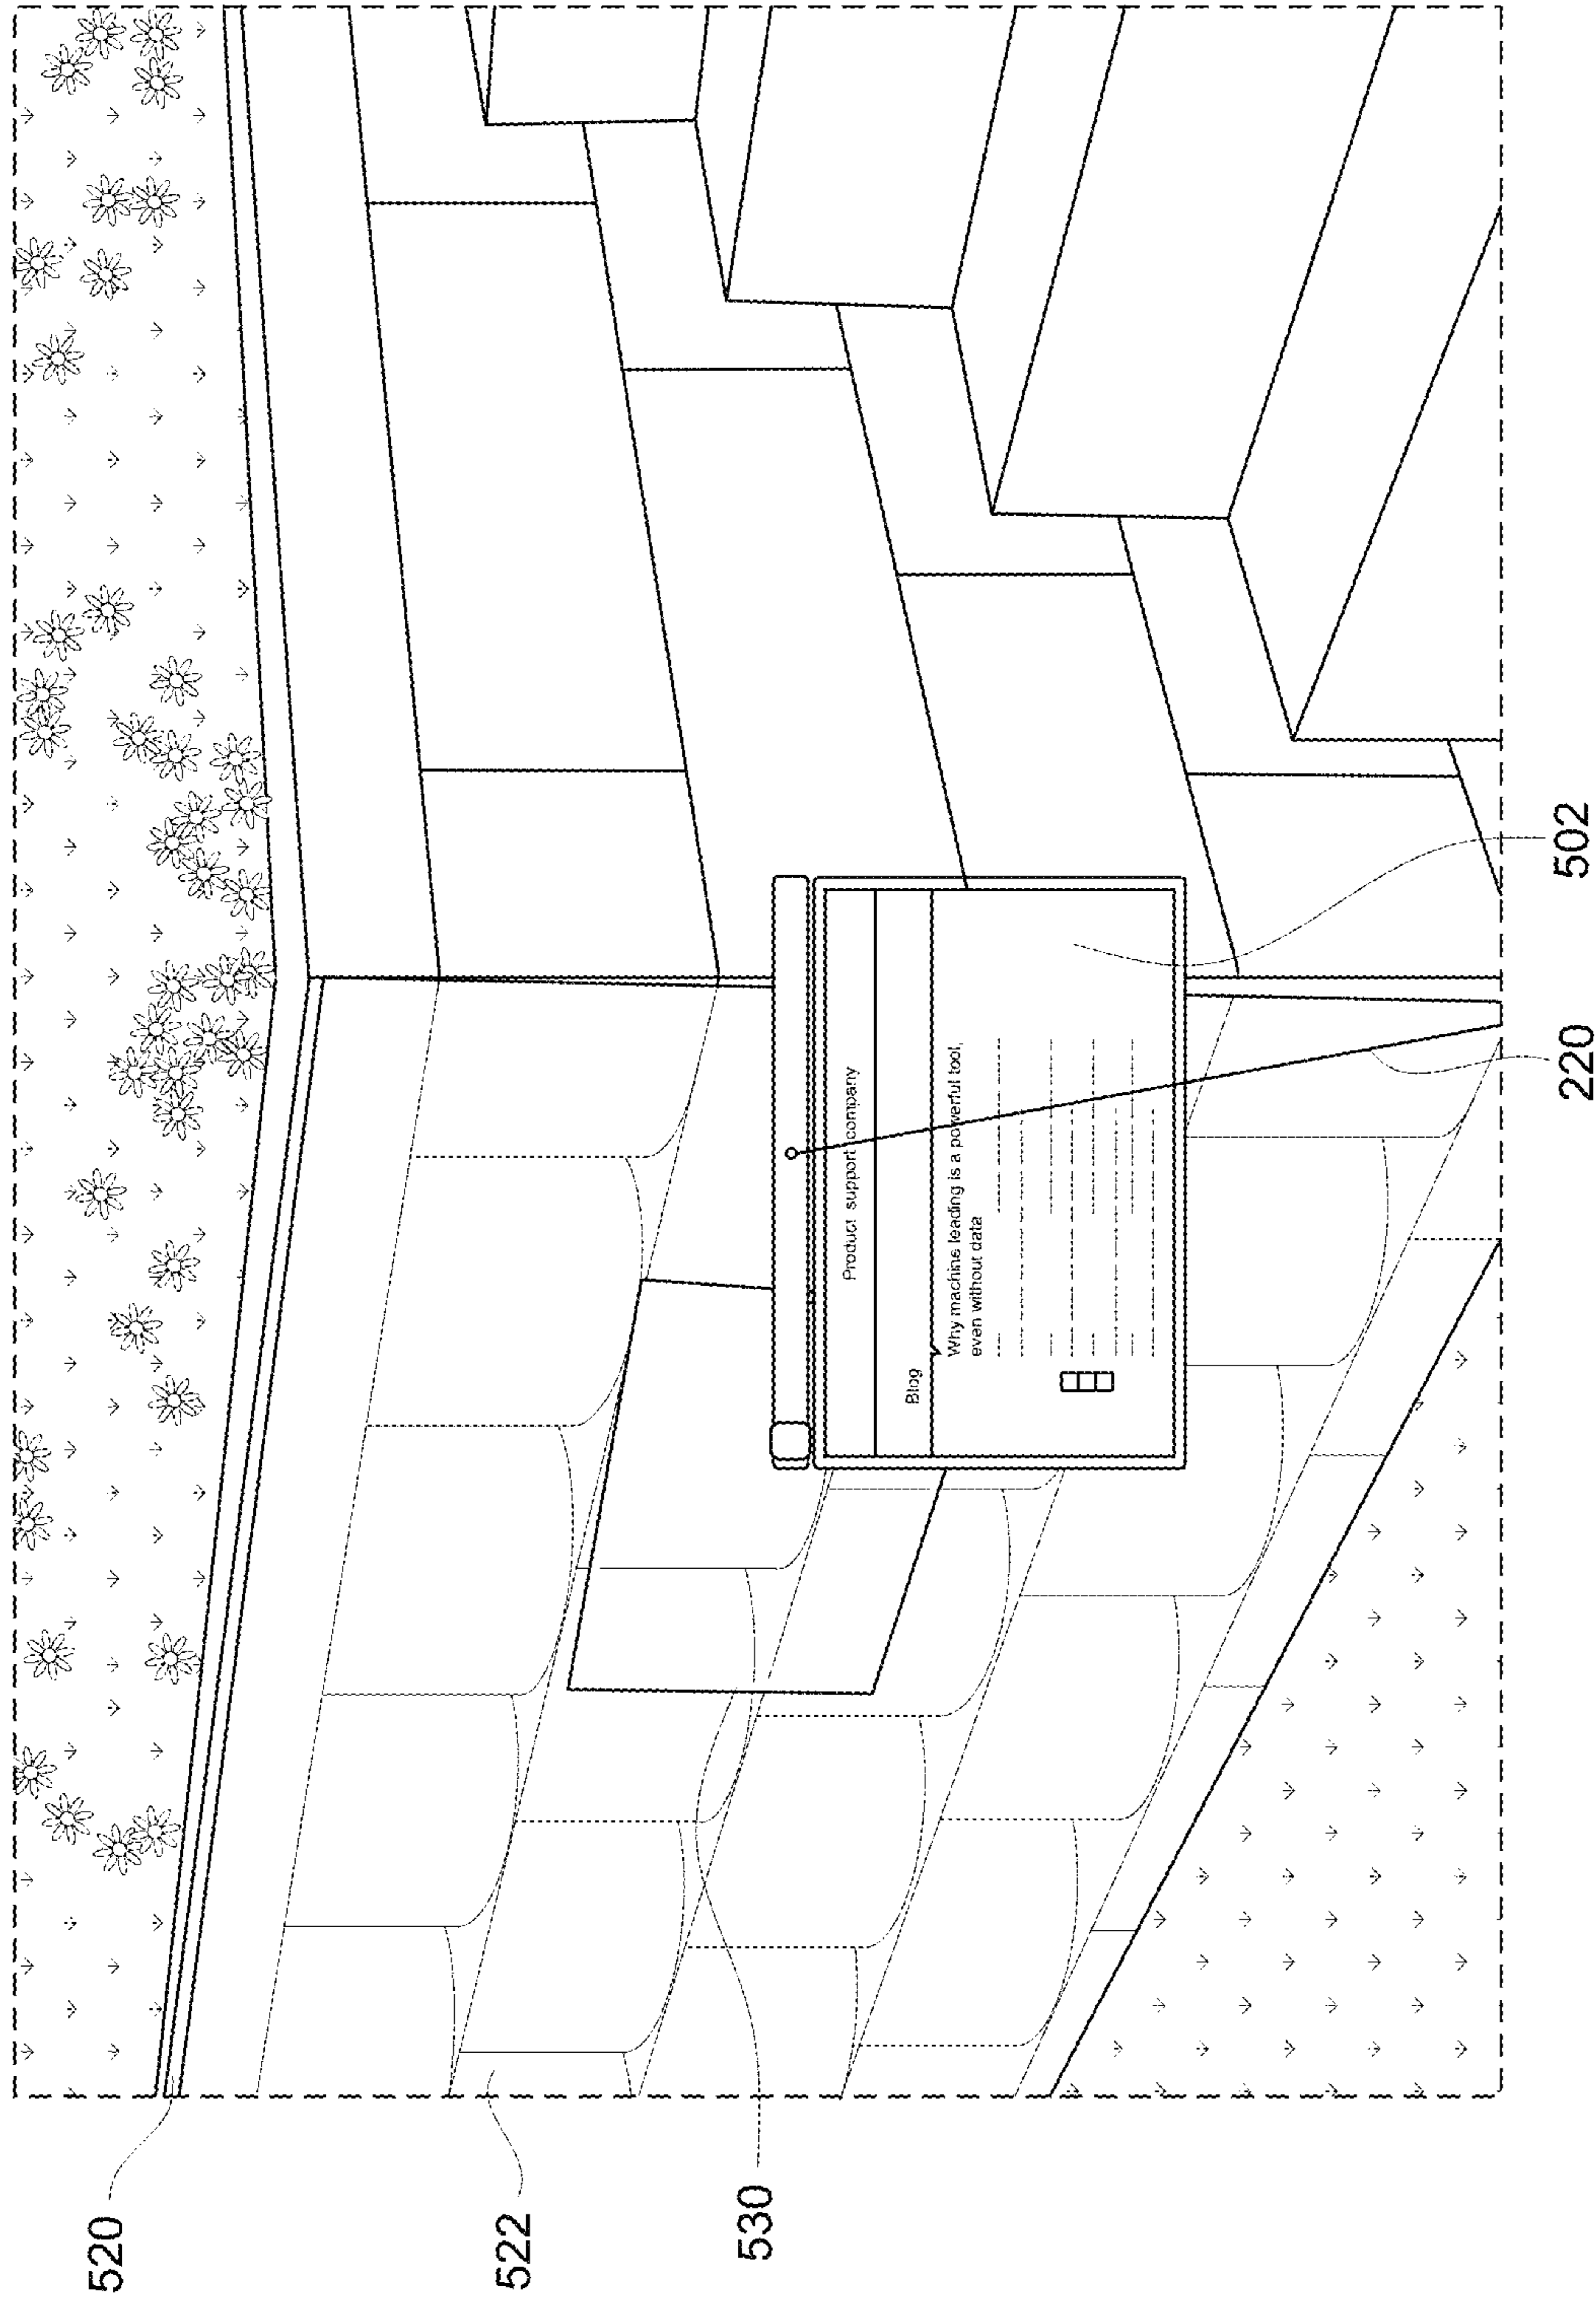 520
522
530
Product support company
Blog
Why machine leading is a powerful tool,
even without data
502
220